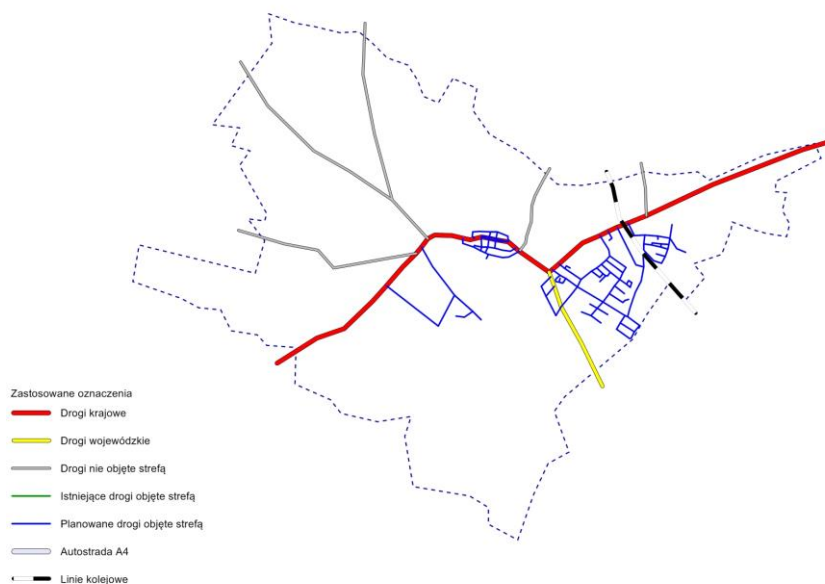 Zastosowane oznaczenia
Drogi krajowe
Drogi wojewódzkie
Drogi nie objęte strefą
Istniejące drogi objęte strefą
Planowane drogi objęte strefą
Autostrada A4
Linie kolejowe